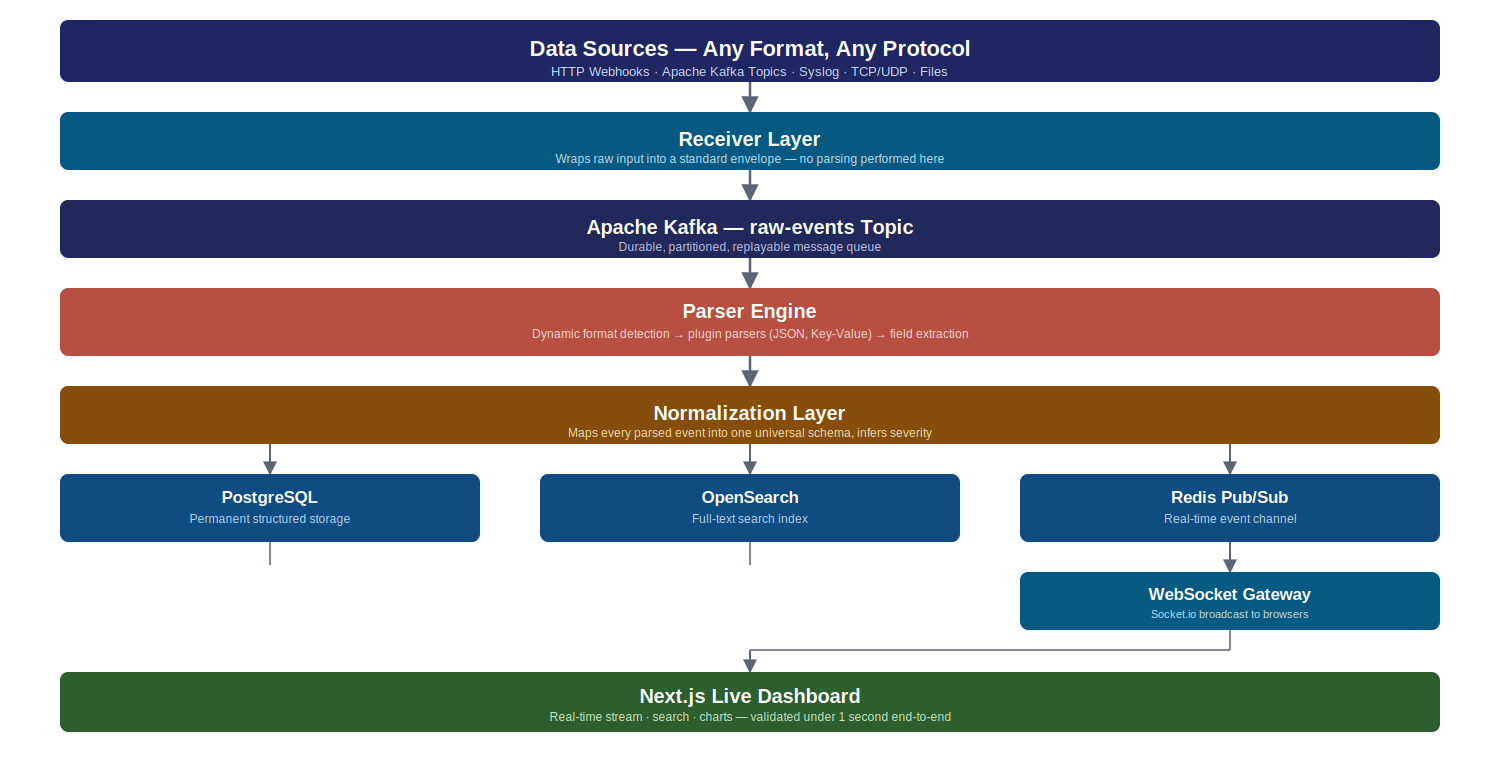 Data Sources — Any Format, Any Protocol
HTTP Webhooks · Apache Kafka Topics · Syslog · TCP/UDP · Files
Receiver Layer
Wraps raw input into a standard envelope — no parsing performed here
Apache Kafka — raw-events Topic
Durable, partitioned, replayable message queue
Parser Engine
Dynamic format detection → plugin parsers (JSON, Key-Value) → field extraction
Normalization Layer
Maps every parsed event into one universal schema, infers severity
PostgreSQL
Permanent structured storage
OpenSearch
Full-text search index
Redis Pub/Sub
Real-time event channel
WebSocket Gateway
Socket.io broadcast to browsers
Next.js Live Dashboard
Real-time stream · search · charts — validated under 1 second end-to-end